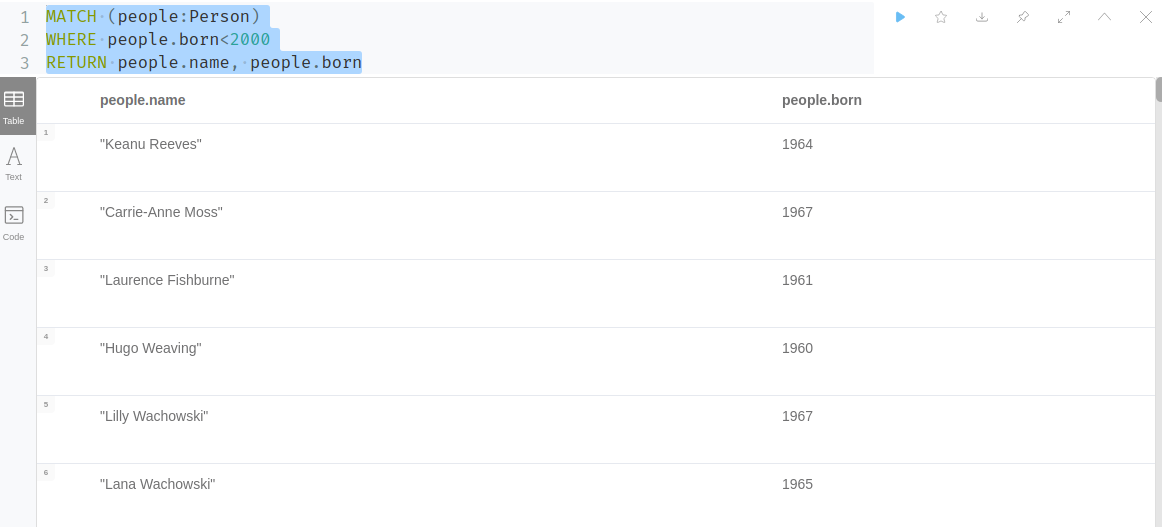 1 MATCH (people:Person)
2 WHERE people.born<2000
3 RETURN people.name, people.born
Table
Text
Code
people.name people.born
1 "Keanu Reeves" 1964
2 "Carrie-Anne Moss" 1967
3 "Laurence Fishburne" 1961
4 "Hugo Weaving" 1960
5 "Lilly Wachowski" 1967
6 "Lana Wachowski" 1965